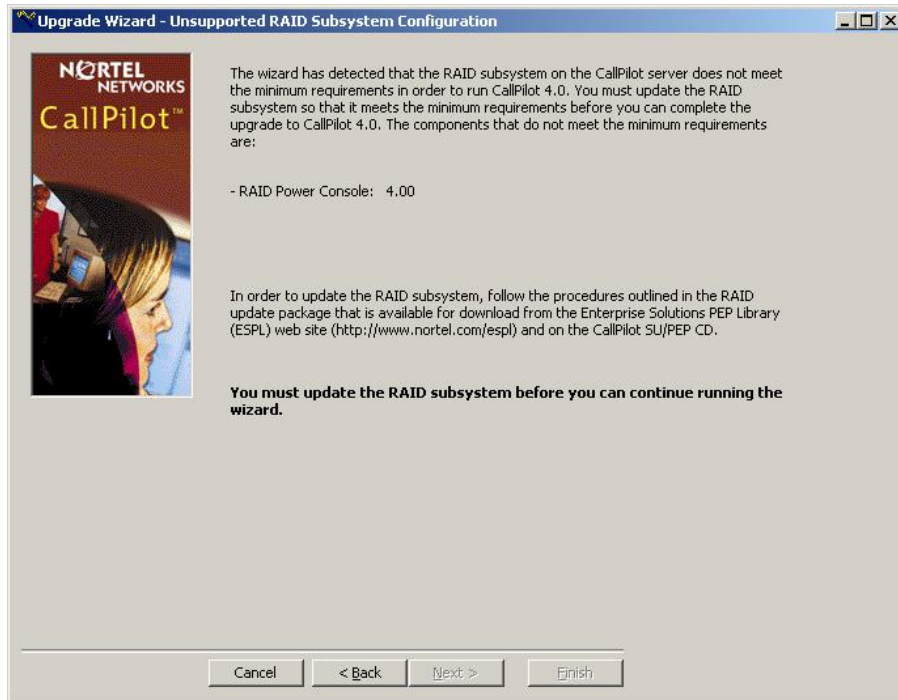 Upgrade Wizard - Unsupported RAID Subsystem Configuration
NORTEL
NETWORKS
CallPilot™
The wizard has detected that the RAID subsystem on the CallPilot server does not meet
the minimum requirements in order to run CallPilot 4.0. You must update the RAID
subsystem so that it meets the minimum requirements before you can complete the
upgrade to CallPilot 4.0. The components that do not meet the minimum requirements
are:
- RAID Power Console: 4.00
In order to update the RAID subsystem, follow the procedures outlined in the RAID
update package that is available for download from the Enterprise Solutions PEP Library
(ESPL) web site (http://www.nortel.com/espl) and on the CallPilot SU/PEP CD.
You must update the RAID subsystem before you can continue running the
wizard.
Cancel < Back Next > Finish